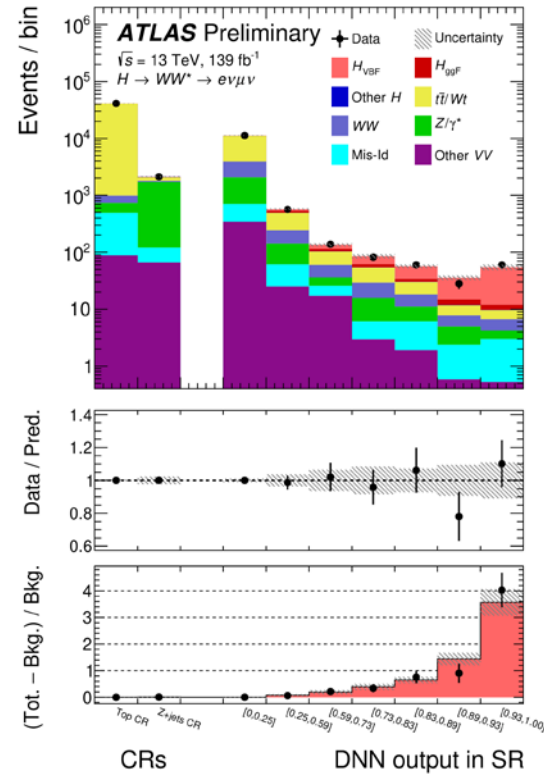 ATLAS Preliminary
√s = 13 TeV, 139 fb⁻¹
H → WW* → eνμν
Data
Uncertainty
H_VBF
H_ggF
Other H
tt̄/Wt
WW
Z/γ*
Mis-Id
Other VV
Events / bin
10⁶
10⁵
10⁴
10³
10²
10
1
Data / Pred.
1.4
1.2
1.0
0.8
0.6
(Tot. – Bkg.) / Bkg.
4
3
2
1
0
Top CR
Z+jets CR
[0,0.25]
[0.25,0.59]
[0.59,0.73]
[0.73,0.83]
[0.83,0.89]
[0.89,0.93]
[0.93,1.00]
CRs
DNN output in SR